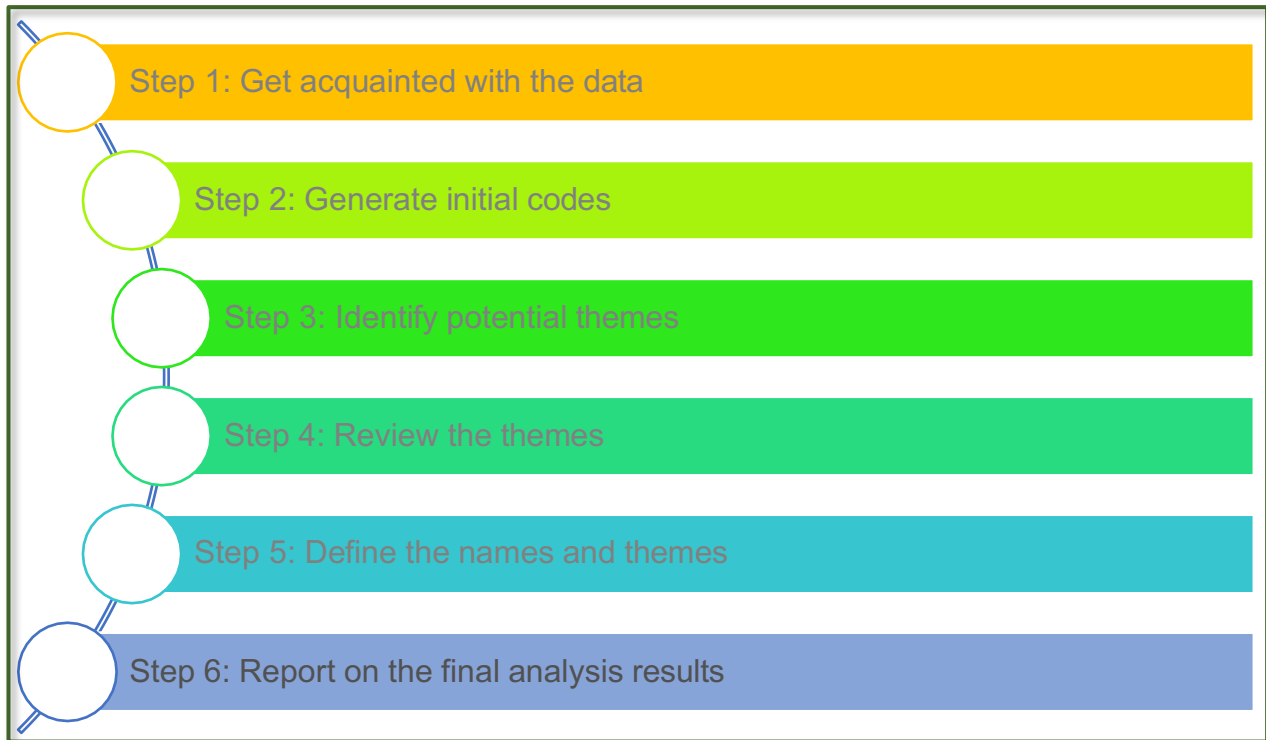 Step 1: Get acquainted with the data
Step 2: Generate initial codes
Step 3: Identify potential themes
Step 4: Review the themes
Step 5: Define the names and themes
Step 6: Report on the final analysis results